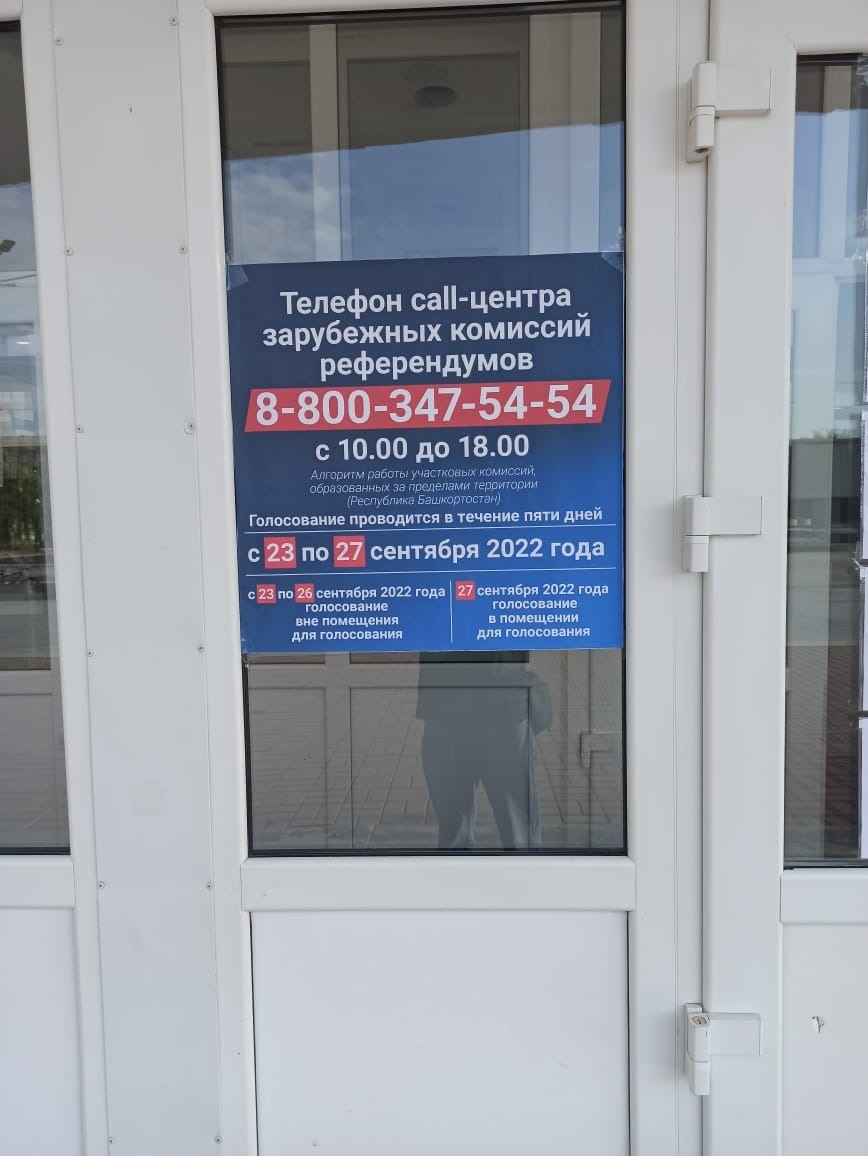 Телефон call-центра
зарубежных комиссий
референдумов
8-800-347-54-54
с 10.00 до 18.00
Алгоритм работы участковых комиссий,
образованных за пределами территории
(Республика Башкортостан)
Голосование проводится в течение пяти дней
с 23 по 27 сентября 2022 года
с 23 по 26 сентября 2022 года
голосование
вне помещения
для голосования
27 сентября 2022 года
голосование
в помещении
для голосования